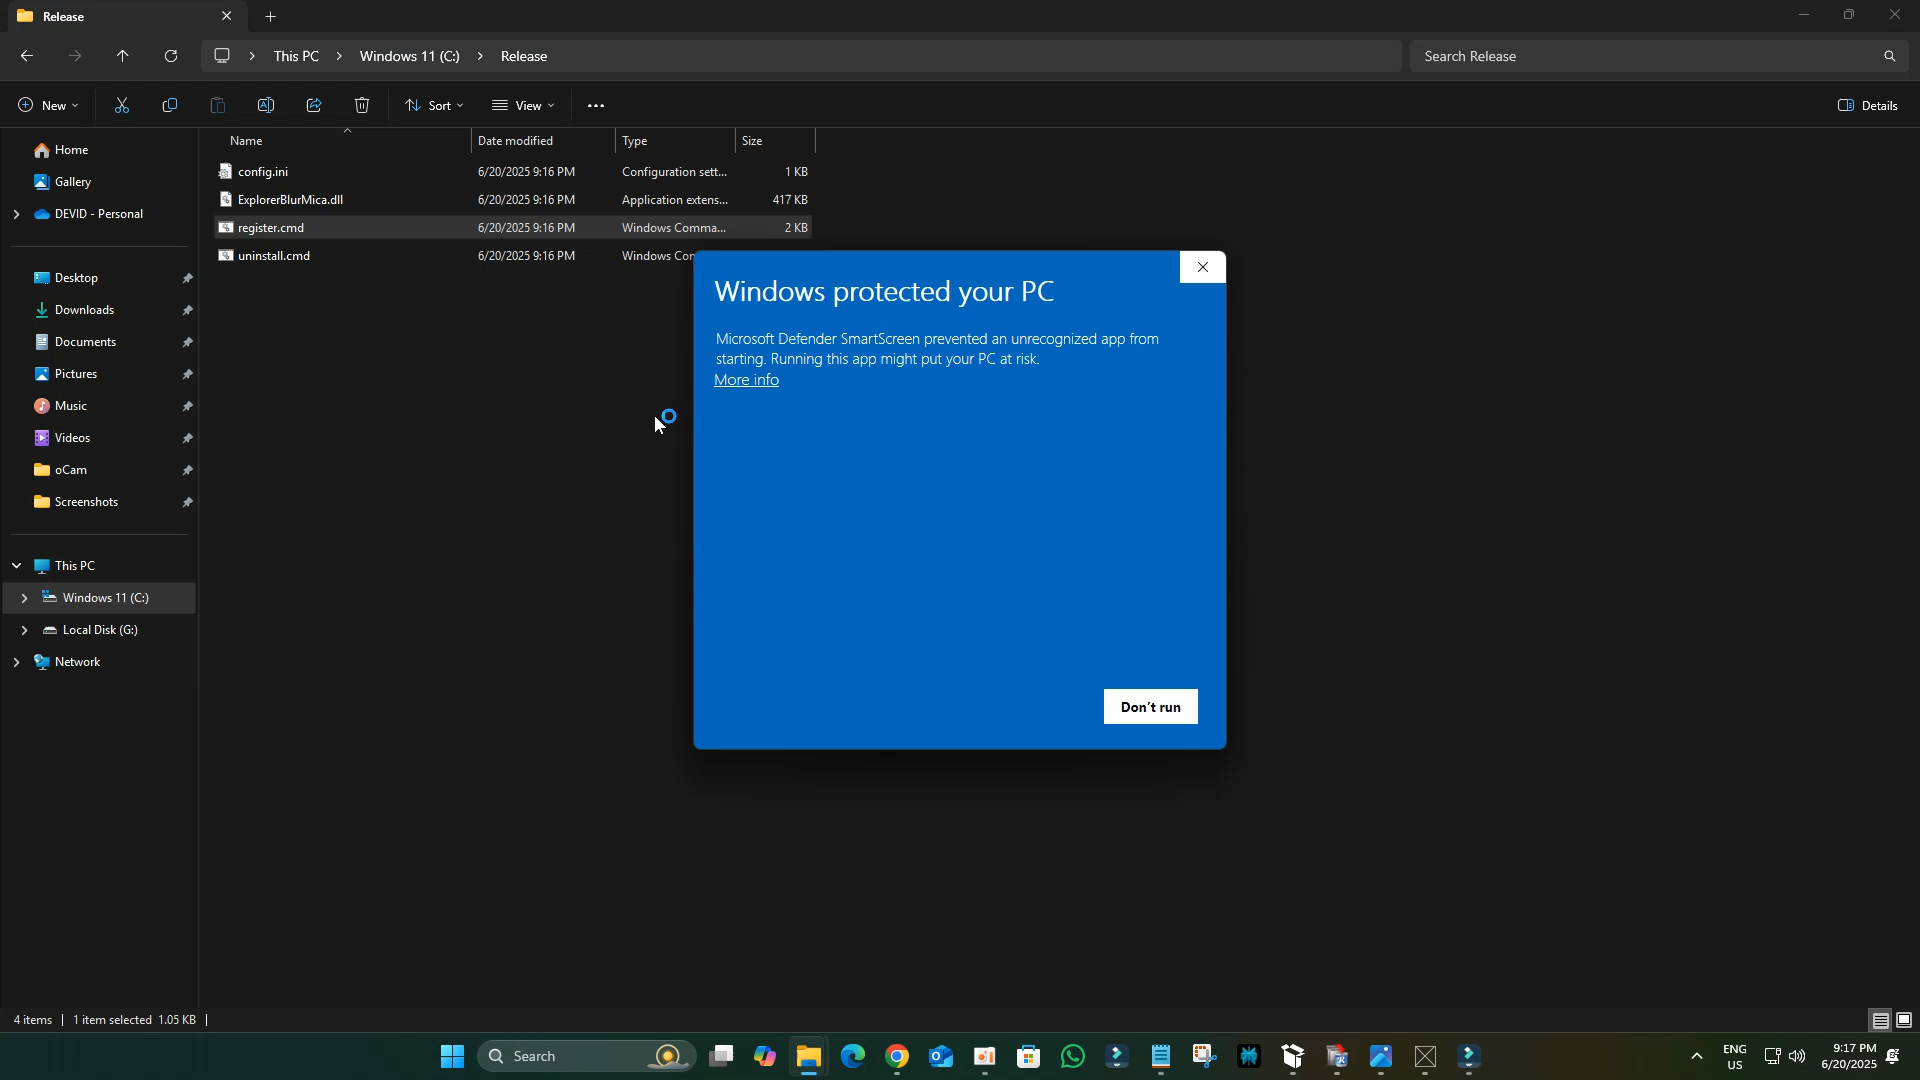 Release
This PC
Windows 11 (C:)
Release
Search Release
New
Sort
View
Details
Name
Date modified
Type
Size
config.ini
6/20/2025 9:16 PM
Configuration sett...
1 KB
ExplorerBlurMica.dll
6/20/2025 9:16 PM
Application extens...
417 KB
register.cmd
6/20/2025 9:16 PM
Windows Comma...
2 KB
uninstall.cmd
6/20/2025 9:16 PM
Windows Con
Home
Gallery
DEVID - Personal
Desktop
Downloads
Documents
Pictures
Music
Videos
oCam
Screenshots
This PC
Windows 11 (C:)
Local Disk (G:)
Network
Windows protected your PC
Microsoft Defender SmartScreen prevented an unrecognized app from
starting. Running this app might put your PC at risk.
More info
Don't run
4 items
1 item selected 1.05 KB
Search
ENG
US
9:17 PM
6/20/2025